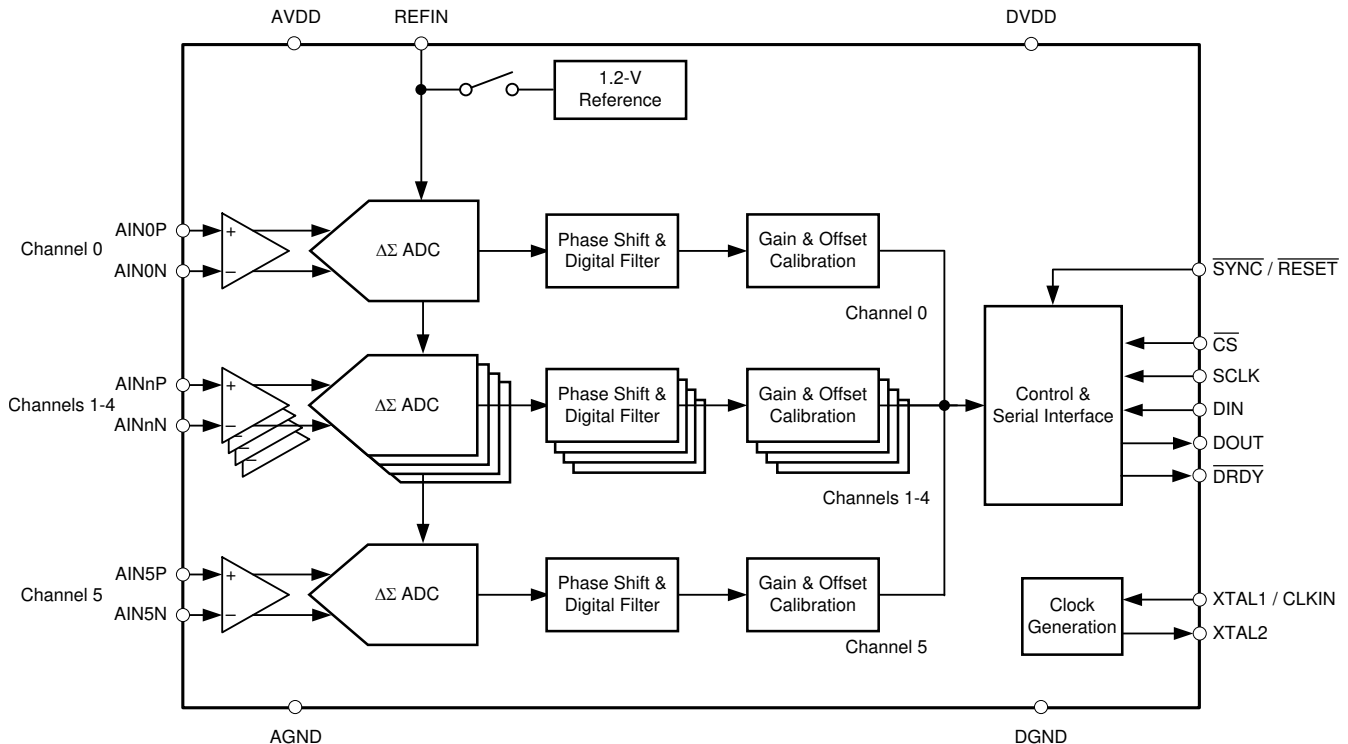 AVDD
REFIN
DVDD
1.2-V
Reference
Channel 0
AIN0P
AIN0N
+
−
ΔΣ ADC
Phase Shift &
Digital Filter
Gain & Offset
Calibration
Channel 0
SYNC / RESET
Channels 1-4
AINnP
AINnN
+
−
−
−
−
ΔΣ ADC
Phase Shift &
Digital Filter
Gain & Offset
Calibration
Channels 1-4
Control &
Serial Interface
CS
SCLK
DIN
DOUT
DRDY
Channel 5
AIN5P
AIN5N
+
−
ΔΣ ADC
Phase Shift &
Digital Filter
Gain & Offset
Calibration
Channel 5
Clock
Generation
XTAL1 / CLKIN
XTAL2
AGND
DGND